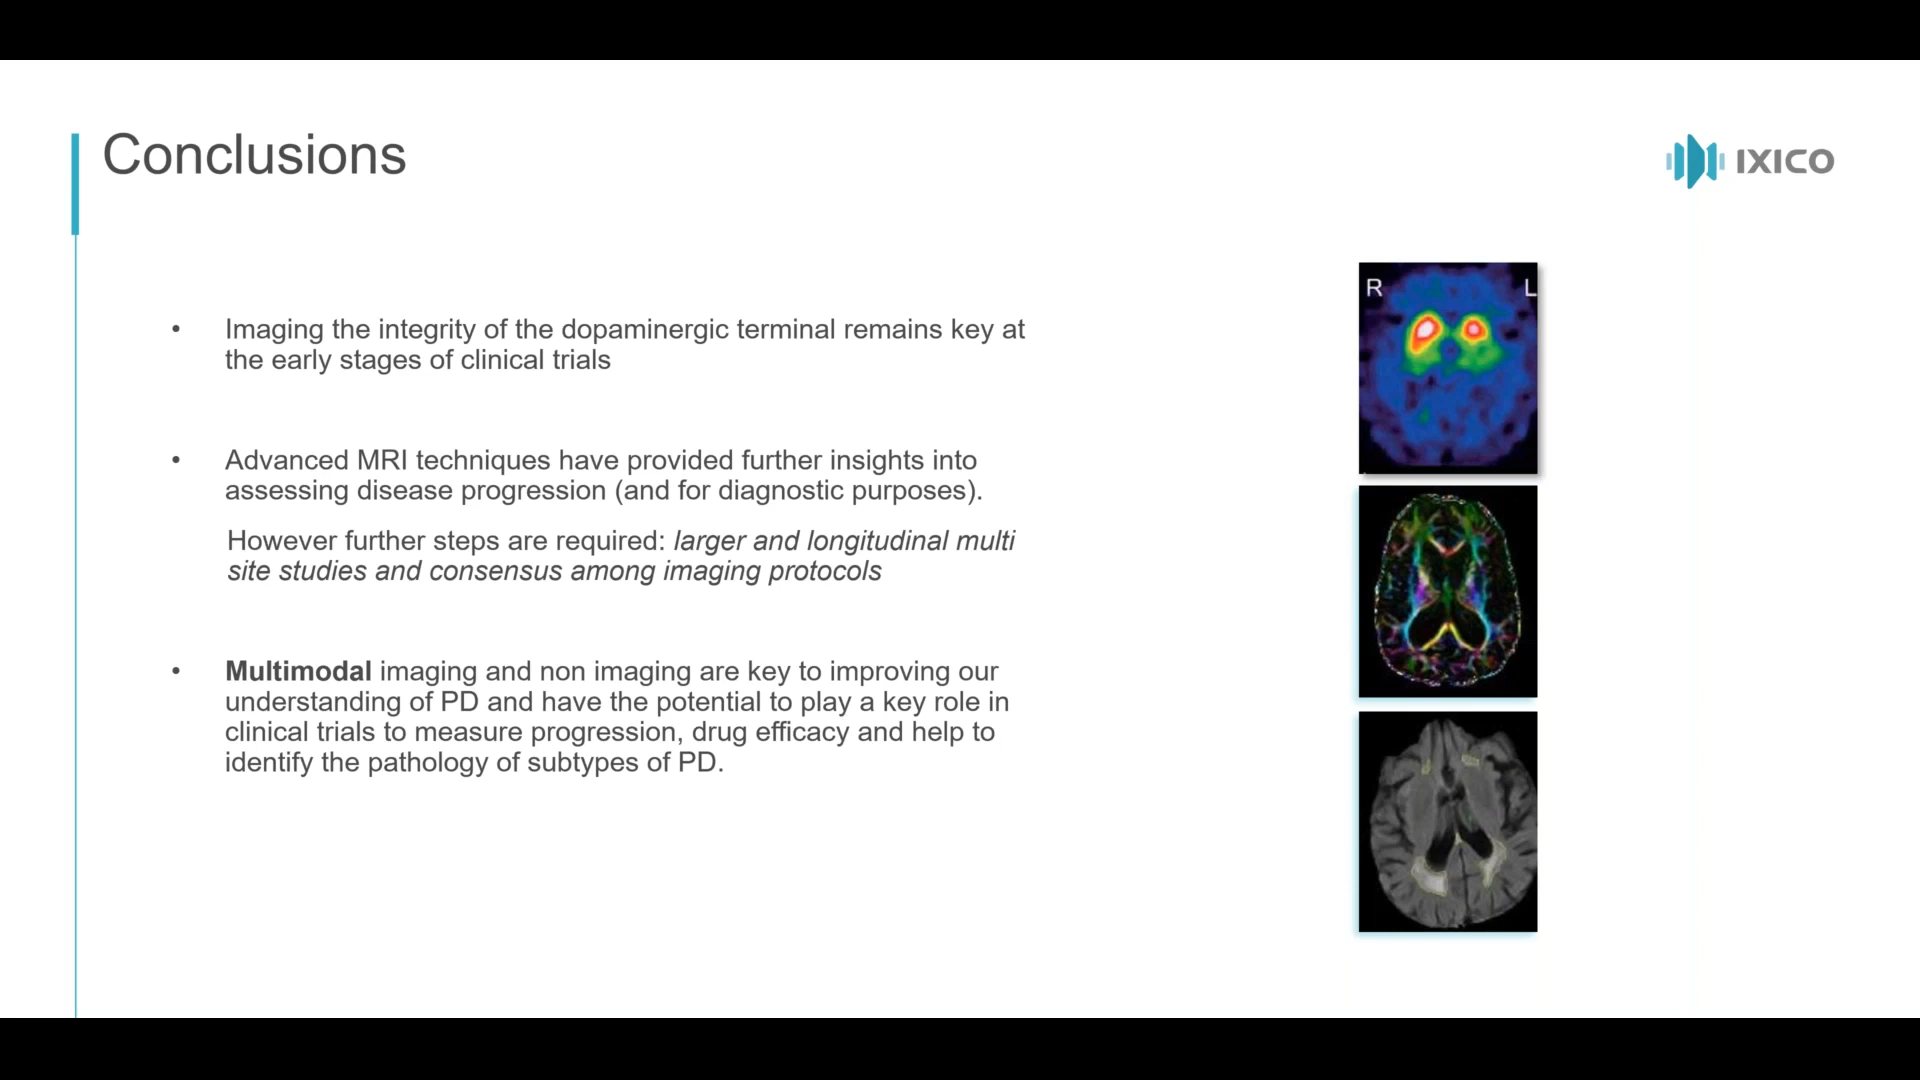 Conclusions
IXICO
• Imaging the integrity of the dopaminergic terminal remains key at
the early stages of clinical trials
• Advanced MRI techniques have provided further insights into
assessing disease progression (and for diagnostic purposes).
However further steps are required: larger and longitudinal multi
site studies and consensus among imaging protocols
• Multimodal imaging and non imaging are key to improving our
understanding of PD and have the potential to play a key role in
clinical trials to measure progression, drug efficacy and help to
identify the pathology of subtypes of PD.
R L